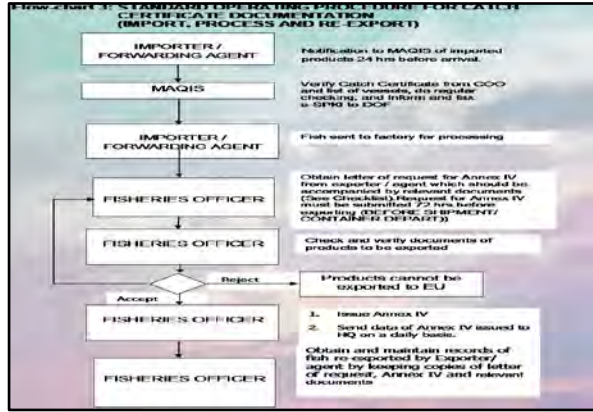 Flow chart 3: STANDARD OPERATING PROCEDURE FOR CATCH
CERTIFICATE DOCUMENTATION
(IMPORT, PROCESS AND RE-EXPORT)
IMPORTER /
FORWARDING AGENT
Notification to MAQIS of imported
products 24 hrs before arrival.
MAQIS
Verify Catch Certificate from COO
and list of vessels, do regular
checking, and inform and fax
e-SPKI to DOF
IMPORTER /
FORWARDING AGENT
Fish sent to factory for processing
FISHERIES OFFICER
Obtain letter of request for Annex IV
from exporter / agent which should be
accompanied by relevant documents
(See Checklist).Request for Annex IV
must be submitted 72 hrs before
exporting (BEFORE SHIPMENT/
CONTAINER DEPART))
FISHERIES OFFICER
Check and verify documents of
products to be exported
Reject
Products cannot be
exported to EU
Accept
FISHERIES OFFICER
1. Issue Annex IV
2. Send data of Annex IV issued to
HQ on a daily basis.
FISHERIES OFFICER
Obtain and maintain records of
fish re-exported by Exporter/
agent by keeping copies of letter
of request, Annex IV and relevant
documents